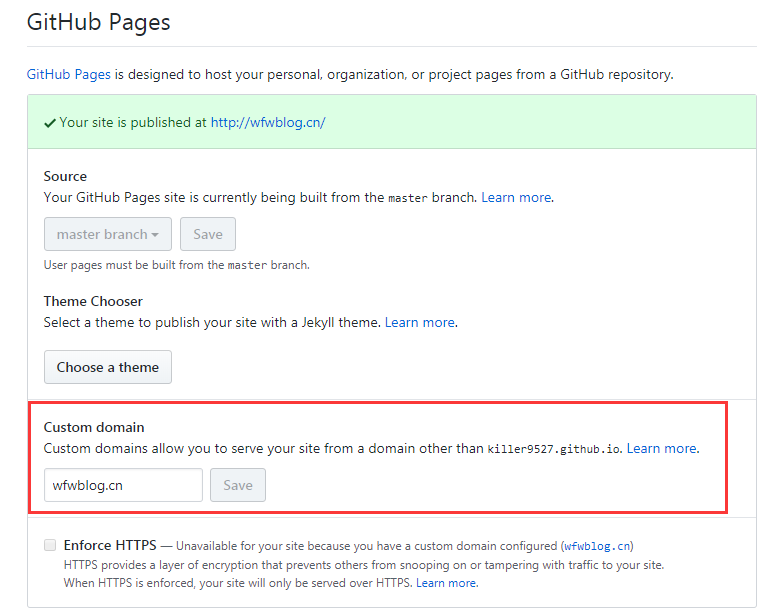 GitHub Pages
GitHub Pages is designed to host your personal, organization, or project pages from a GitHub repository.
Your site is published at http://wfwblog.cn/
Source
Your GitHub Pages site is currently being built from the master branch. Learn more.
master branch Save
User pages must be built from the master branch.
Theme Chooser
Select a theme to publish your site with a Jekyll theme. Learn more.
Choose a theme
Custom domain
Custom domains allow you to serve your site from a domain other than killer9527.github.io. Learn more.
wfwblog.cn Save
Enforce HTTPS — Unavailable for your site because you have a custom domain configured (wfwblog.cn)
HTTPS provides a layer of encryption that prevents others from snooping on or tampering with traffic to your site.
When HTTPS is enforced, your site will only be served over HTTPS. Learn more.